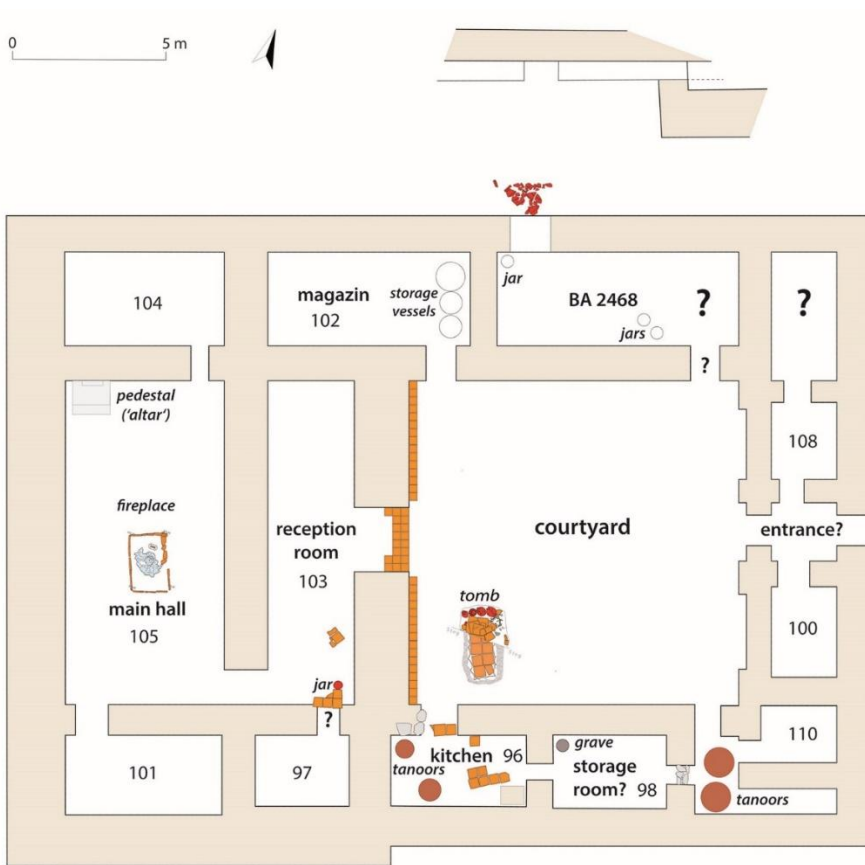 0
5 m
104
magazin
102
storage
vessels
jar
BA 2468
?
jars
?
?
pedestal
('altar')
108
fireplace
reception
room
103
courtyard
entrance?
main hall
105
tomb
100
jar
?
101
97
kitchen 96
tanoors
grave
storage
room? 98
110
tanoors